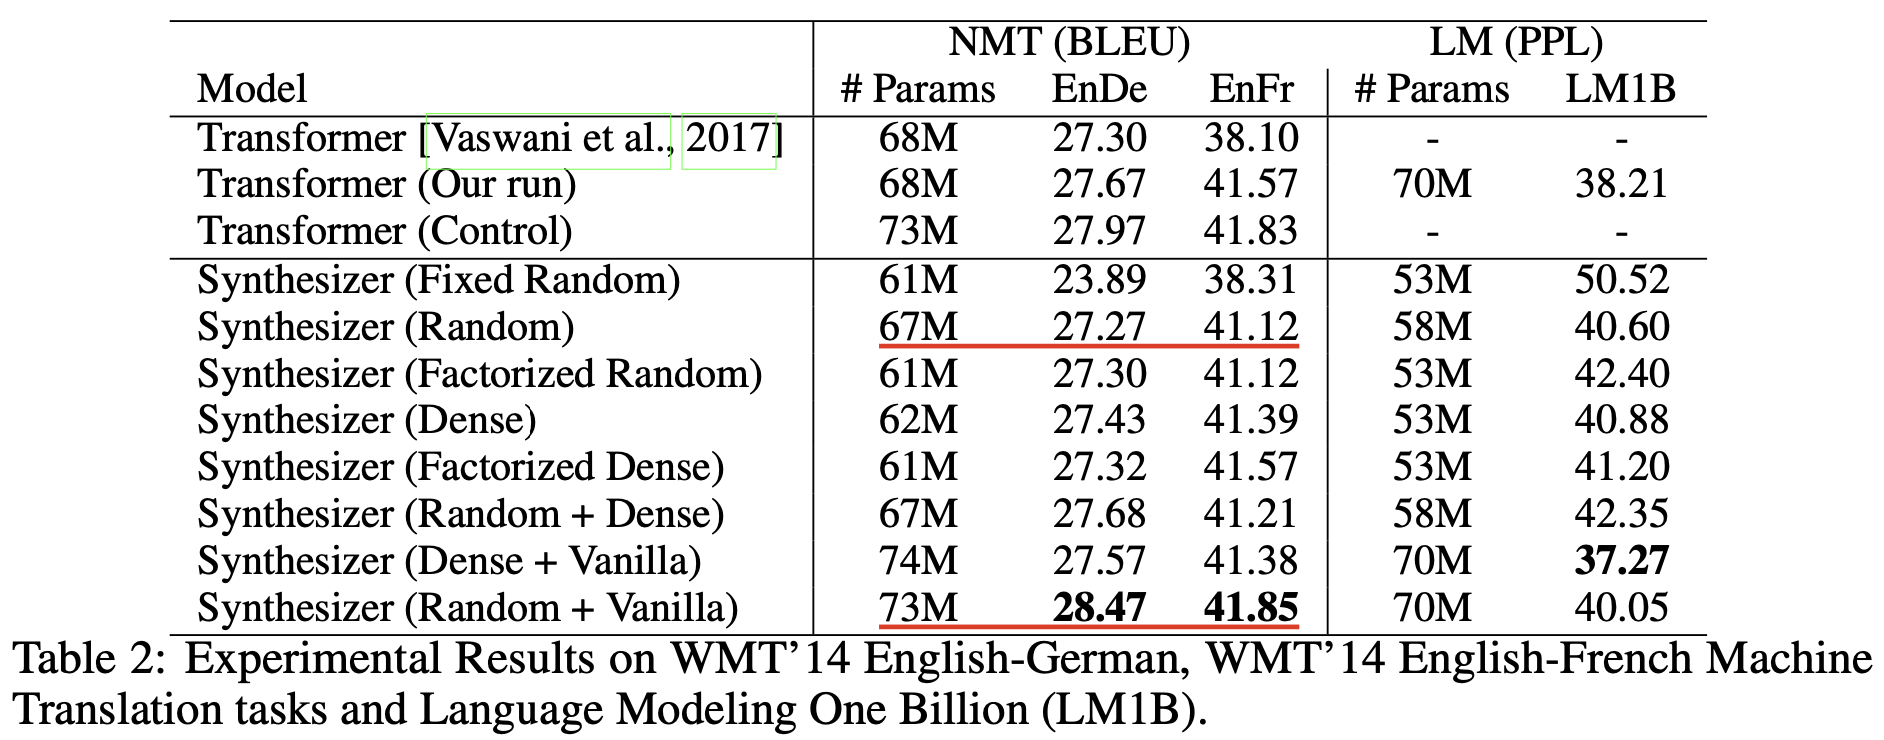 NMT (BLEU) LM (PPL)
Model # Params EnDe EnFr # Params LM1B
Transformer [Vaswani et al., 2017] 68M 27.30 38.10 - -
Transformer (Our run) 68M 27.67 41.57 70M 38.21
Transformer (Control) 73M 27.97 41.83 - -
Synthesizer (Fixed Random) 61M 23.89 38.31 53M 50.52
Synthesizer (Random) 67M 27.27 41.12 58M 40.60
Synthesizer (Factorized Random) 61M 27.30 41.12 53M 42.40
Synthesizer (Dense) 62M 27.43 41.39 53M 40.88
Synthesizer (Factorized Dense) 61M 27.32 41.57 53M 41.20
Synthesizer (Random + Dense) 67M 27.68 41.21 58M 42.35
Synthesizer (Dense + Vanilla) 74M 27.57 41.38 70M 37.27
Synthesizer (Random + Vanilla) 73M 28.47 41.85 70M 40.05
Table 2: Experimental Results on WMT’14 English-German, WMT’14 English-French Machine
Translation tasks and Language Modeling One Billion (LM1B).